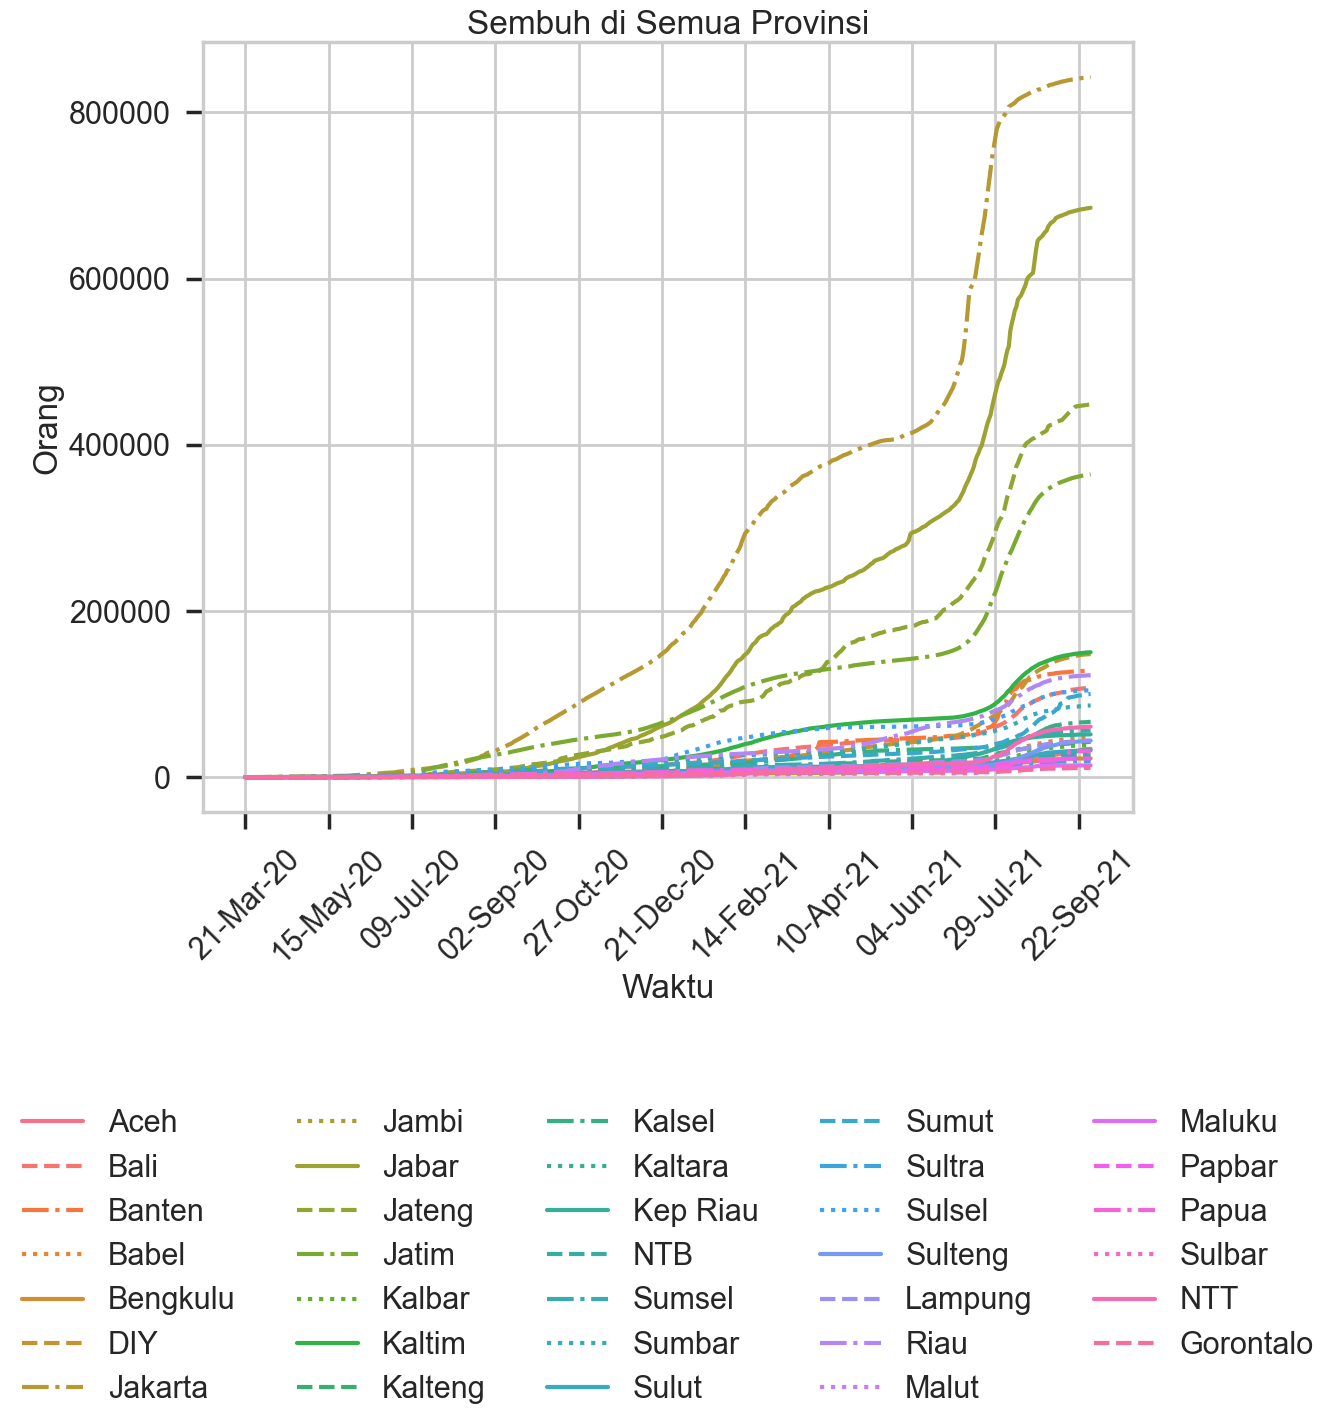 Sembuh di Semua Provinsi
800000
600000
400000
200000
0
Orang
21-Mar-20
15-May-20
09-Jul-20
02-Sep-20
27-Oct-20
21-Dec-20
14-Feb-21
10-Apr-21
04-Jun-21
29-Jul-21
22-Sep-21
Waktu
Aceh
Bali
Banten
Babel
Bengkulu
DIY
Jakarta
Jambi
Jabar
Jateng
Jatim
Kalbar
Kaltim
Kalteng
Kalsel
Kaltara
Kep Riau
NTB
Sumsel
Sumbar
Sulut
Sumut
Sultra
Sulsel
Sulteng
Lampung
Riau
Malut
Maluku
Papbar
Papua
Sulbar
NTT
Gorontalo